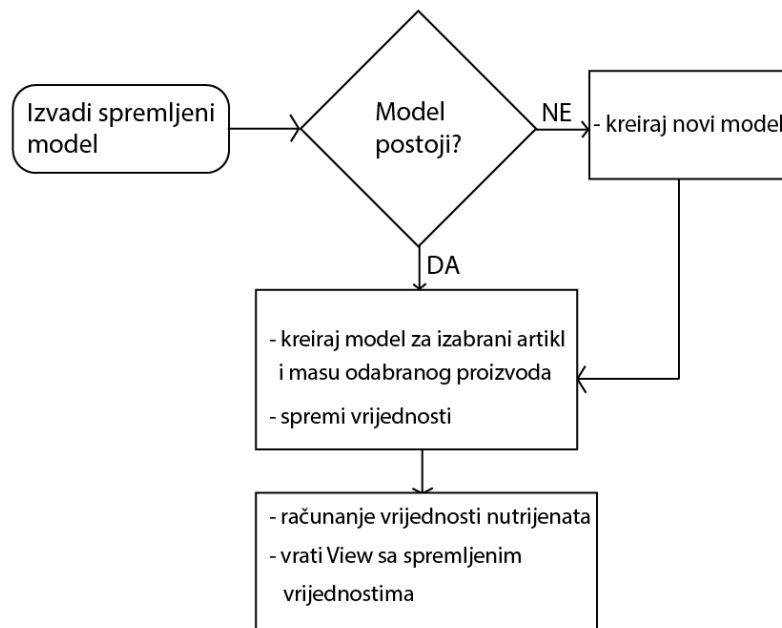 Izvadi spremljeni
model
Model
postoji?
NE
- kreiraj novi model
DA
- kreiraj model za izabrani artikl
i masu odabranog proizvoda
- spremi vrijednosti
- računanje vrijednosti nutrijenata
- vrati View sa spremljenim
vrijednostima